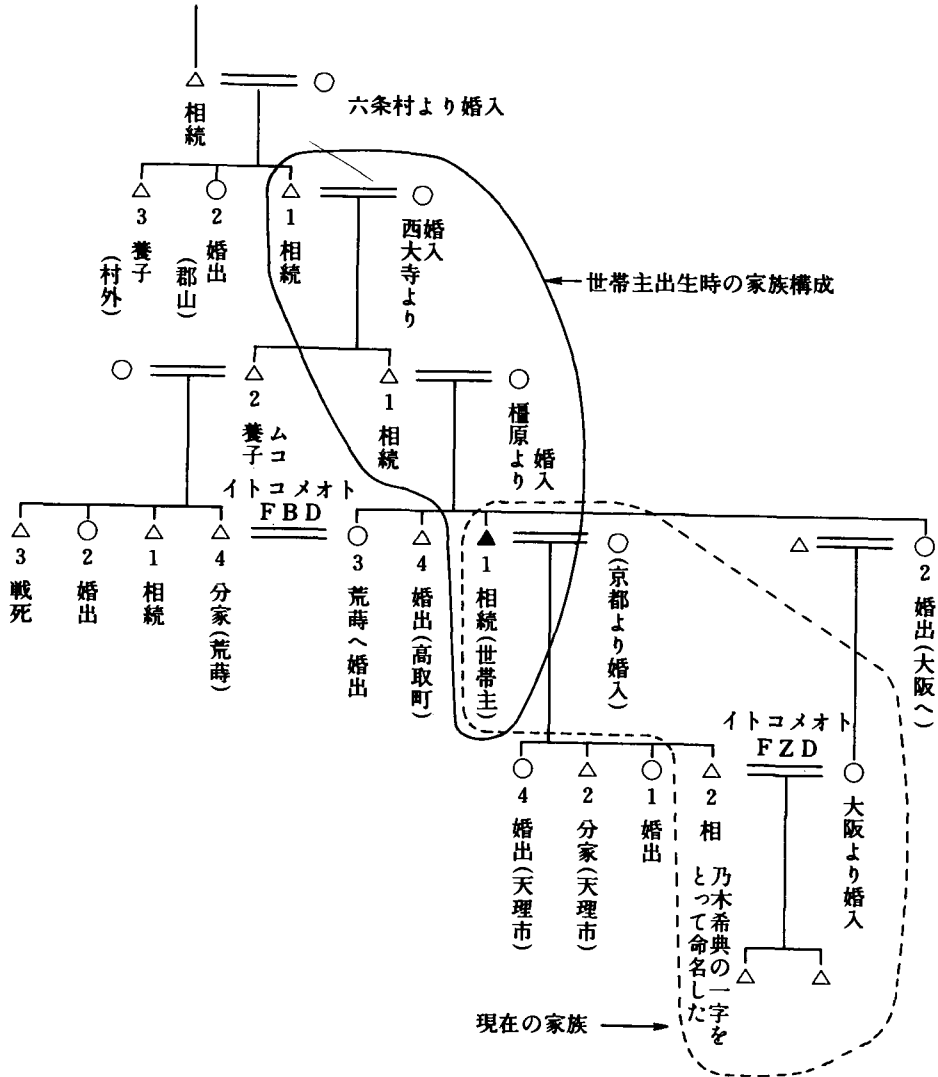 相続
六条村より婚入
3 養子
(村外)
2 婚出
(郡山)
1 相続
婚入
西大寺より
世帯主出生時の家族構成
2 ムコ
養子
1 相続
婚入
橿原より
イトコメオト
FBD
3 戦死
2 婚出
1 相続
4 分家(荒蒔)
3 荒蒔へ婚出
4 婚出(高取町)
1 相続(世帯主)
(京都より婚入)
2 婚出(大阪へ)
イトコメオト
FZD
4 婚出(天理市)
2 分家(天理市)
1 婚出
2 相
乃木希典の一字を
とって命名した
大阪より婚入
現在の家族